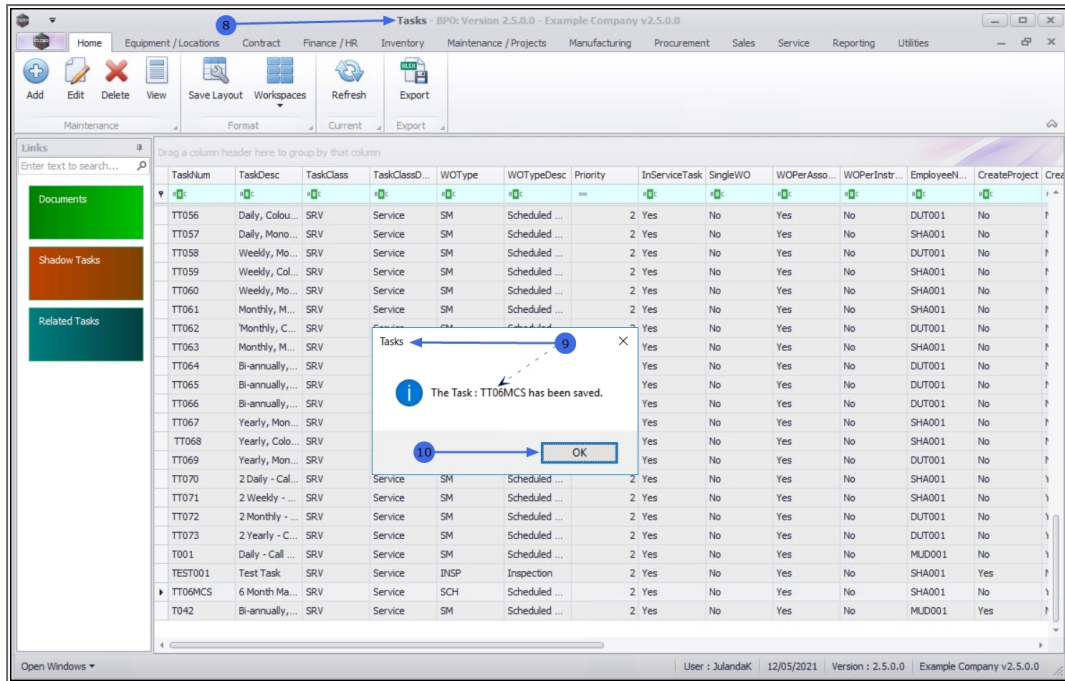 8
Tasks - BPO: Version 2.5.0.0 - Example Company v2.5.0.0
Home Equipment / Locations Contract Finance / HR Inventory Maintenance / Projects Manufacturing Procurement Sales Service Reporting Utilities
Add Edit Delete View Save Layout Workspaces Refresh Export
Maintenance Format Current Export
Links
Enter text to search...
Documents
Shadow Tasks
Related Tasks
Drag a column header here to group by that column
TaskNum TaskDesc TaskClass TaskClassD... WOType WOTypeDesc Priority InServiceTask SingleWO WOPerAsso... WOPerInstr... EmployeeN... CreateProject Crea
TT056 Daily, Colou... SRV Service SM Scheduled ... 2 Yes No Yes No DUT001 No
TT057 Daily, Mono... SRV Service SM Scheduled ... 2 Yes No Yes No SHA001 No
TT058 Weekly, Mo... SRV Service SM Scheduled ... 2 Yes No Yes No DUT001 No
TT059 Weekly, Col... SRV Service SM Scheduled ... 2 Yes No Yes No SHA001 No
TT060 Weekly, Mo... SRV Service SM Scheduled ... 2 Yes No Yes No SHA001 No
TT061 Monthly, M... SRV Service SM Scheduled ... 2 Yes No Yes No SHA001 No
TT062 'Monthly, C... SRV Service SM Scheduled ... 2 Yes No Yes No DUT001 No
TT063 Monthly, M... SRV Yes No Yes No SHA001 No
TT064 Bi-annually,... SRV Yes No Yes No DUT001 No
TT065 Bi-annually,... SRV Yes No Yes No DUT001 No
TT066 Bi-annually,... SRV Yes No Yes No DUT001 No
TT067 Yearly, Mon... SRV Yes No Yes No SHA001 No
TT068 Yearly, Colo... SRV Yes No Yes No SHA001 No
TT069 Yearly, Mon... SRV Yes No Yes No DUT001 No
TT070 2 Daily - Cal... SRV Service SM Scheduled ... 2 Yes No Yes No SHA001 No
TT071 2 Weekly - ... SRV Service SM Scheduled ... 2 Yes No Yes No SHA001 No
TT072 2 Monthly - ... SRV Service SM Scheduled ... 2 Yes No Yes No DUT001 No
TT073 2 Yearly - C... SRV Service SM Scheduled ... 2 Yes No Yes No DUT001 No
T001 Daily - Call ... SRV Service SM Scheduled ... 2 Yes No Yes No MUD001 No
TEST001 Test Task SRV Service INSP Inspection 2 Yes No Yes No SHA001 Yes
TT06MCS 6 Month Ma... SRV Service SCH Scheduled ... 2 Yes No Yes No SHA001 No
T042 Bi-annually,... SRV Service SM Scheduled ... 2 Yes No Yes No MUD001 Yes
Tasks
9
The Task : TT06MCS has been saved.
10
OK
Open Windows User : JulandaK 12/05/2021 Version : 2.5.0.0 Example Company v2.5.0.0